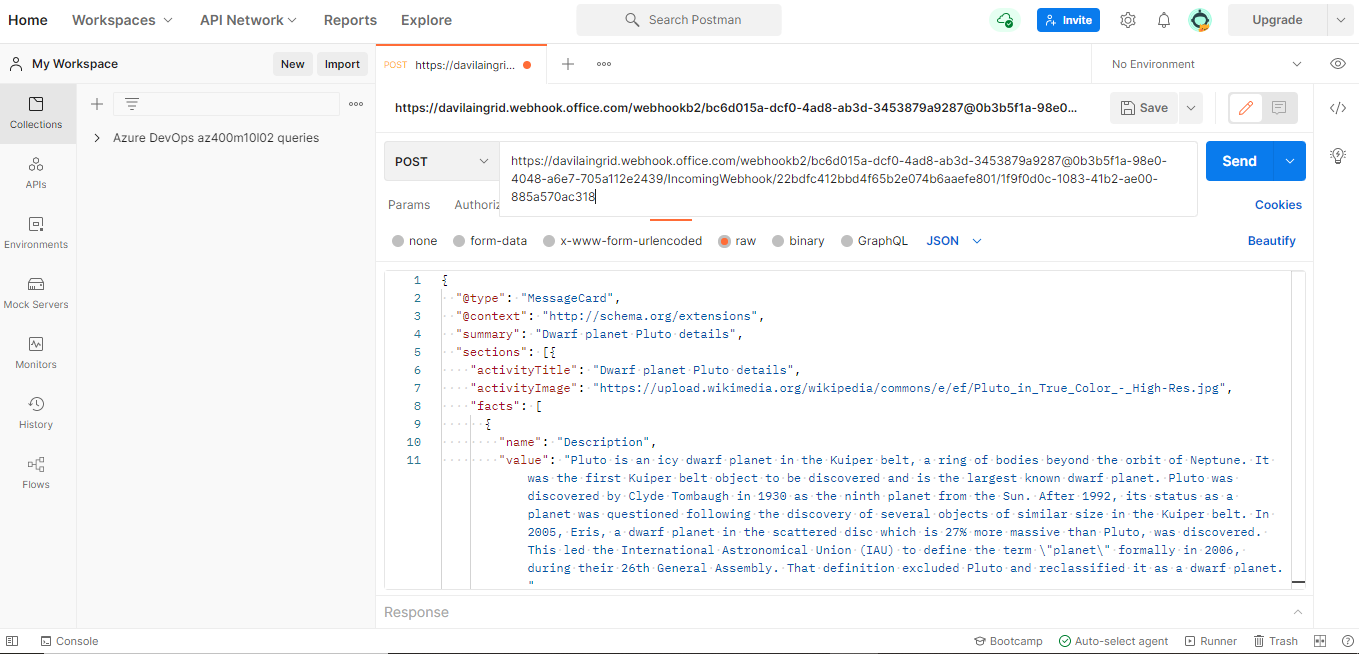 Home
Workspaces
API Network
Reports
Explore
Search Postman
Invite
Upgrade
My Workspace
New
Import
POST https://davilaingrid....
No Environment
Collections
APIs
Environments
Mock Servers
Monitors
History
Flows
Azure DevOps az400m10l02 queries
https://davilaingrid.webhook.office.com/webhookb2/bc6d015a-dcf0-4ad8-ab3d-3453879a9287@0b3b5f1a-98e0...
Save
POST
https://davilaingrid.webhook.office.com/webhookb2/bc6d015a-dcf0-4ad8-ab3d-3453879a9287@0b3b5f1a-98e0-
4048-a6e7-705a112e2439/IncomingWebhook/22bdfc412bbd4f65b2e074b6aaefe801/1f9f0d0c-1083-41b2-ae00-
885a570ac318
Send
Params
Authoriz
Cookies
none
form-data
x-www-form-urlencoded
raw
binary
GraphQL
JSON
Beautify
1 {
2 "@type": "MessageCard",
3 "@context": "http://schema.org/extensions",
4 "summary": "Dwarf planet Pluto details",
5 "sections": [{
6 "activityTitle": "Dwarf planet Pluto details",
7 "activityImage": "https://upload.wikimedia.org/wikipedia/commons/e/ef/Pluto_in_True_Color_-_High-Res.jpg",
8 "facts": [
9 {
10 "name": "Description",
11 "value": "Pluto is an icy dwarf planet in the Kuiper belt, a ring of bodies beyond the orbit of Neptune. It
was the first Kuiper belt object to be discovered and is the largest known dwarf planet. Pluto was
discovered by Clyde Tombaugh in 1930 as the ninth planet from the Sun. After 1992, its status as a
planet was questioned following the discovery of several objects of similar size in the Kuiper belt. In
2005, Eris, a dwarf planet in the scattered disc which is 27% more massive than Pluto, was discovered.
This led the International Astronomical Union (IAU) to define the term \"planet\" formally in 2006,
during their 26th General Assembly. That definition excluded Pluto and reclassified it as a dwarf planet.
"
Response
Console
Bootcamp
Auto-select agent
Runner
Trash